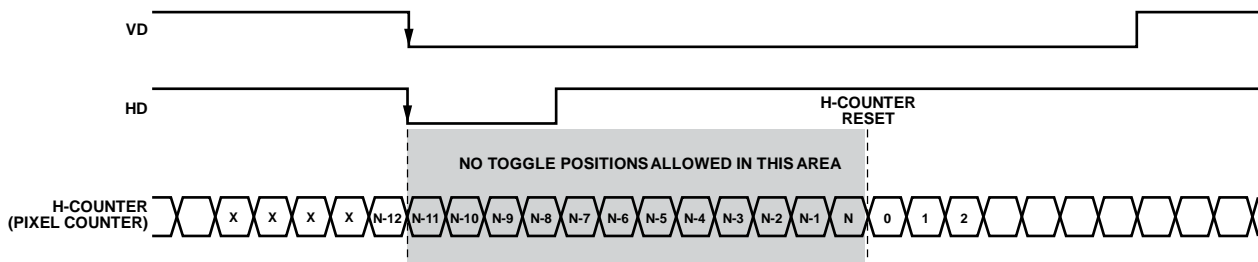 VD
HD
H-COUNTER
RESET
NO TOGGLE POSITIONS ALLOWED IN THIS AREA
H-COUNTER
(PIXEL COUNTER)
X X X X N-12 N-11 N-10 N-9 N-8 N-7 N-6 N-5 N-4 N-3 N-2 N-1 N 0 1 2